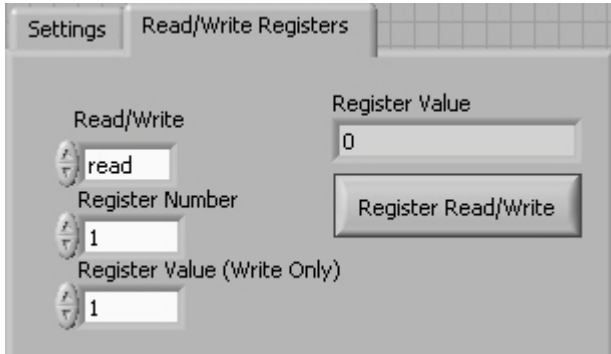 Settings
Read/Write Registers
Read/Write
read
Register Number
1
Register Value (Write Only)
1
Register Value
0
Register Read/Write